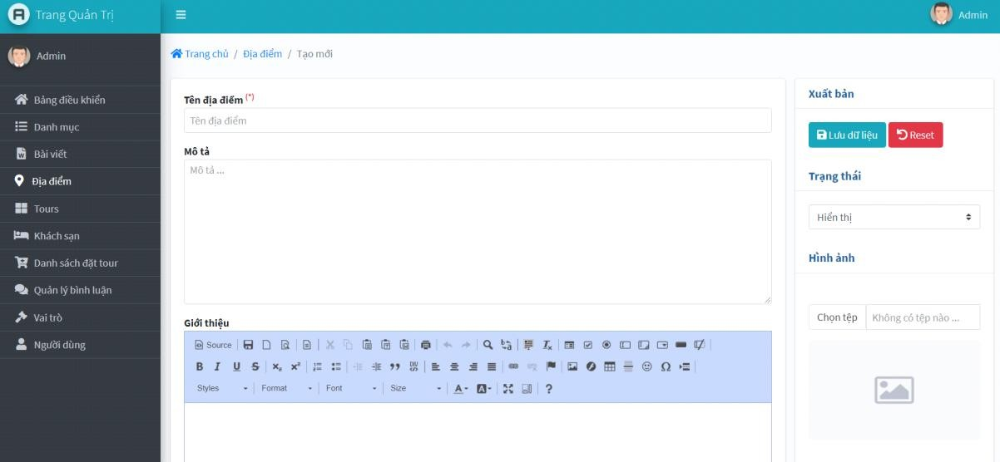 Trang Quản Trị
Admin
Admin
Bảng điều khiển
Danh mục
Bài viết
Địa điểm
Tours
Khách sạn
Danh sách đặt tour
Quản lý bình luận
Vai trò
Người dùng
Trang chủ / Địa điểm / Tạo mới
Tên địa điểm (*)
Tên địa điểm
Mô tả
Mô tả ...
Giới thiệu
Source
Styles Format Font Size
Xuất bản
Lưu dữ liệu Reset
Trạng thái
Hiển thị
Hình ảnh
Chọn tệp Không có tệp nào ...